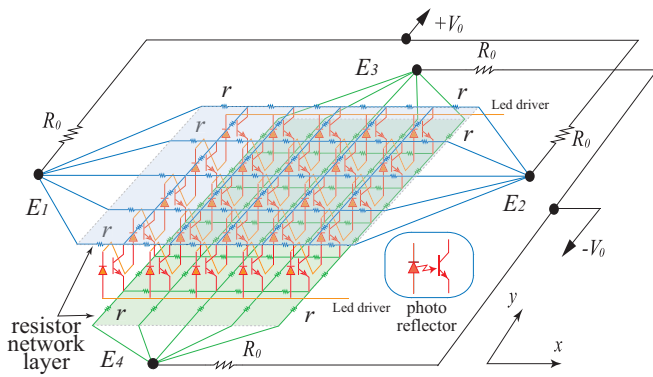 +V0
E3
R0
r
r
Led driver
R0
r
r
R0
E1
E2
r
-V0
Led driver
photo
reflector
r
r
resistor
network
layer
E4
R0
y
x